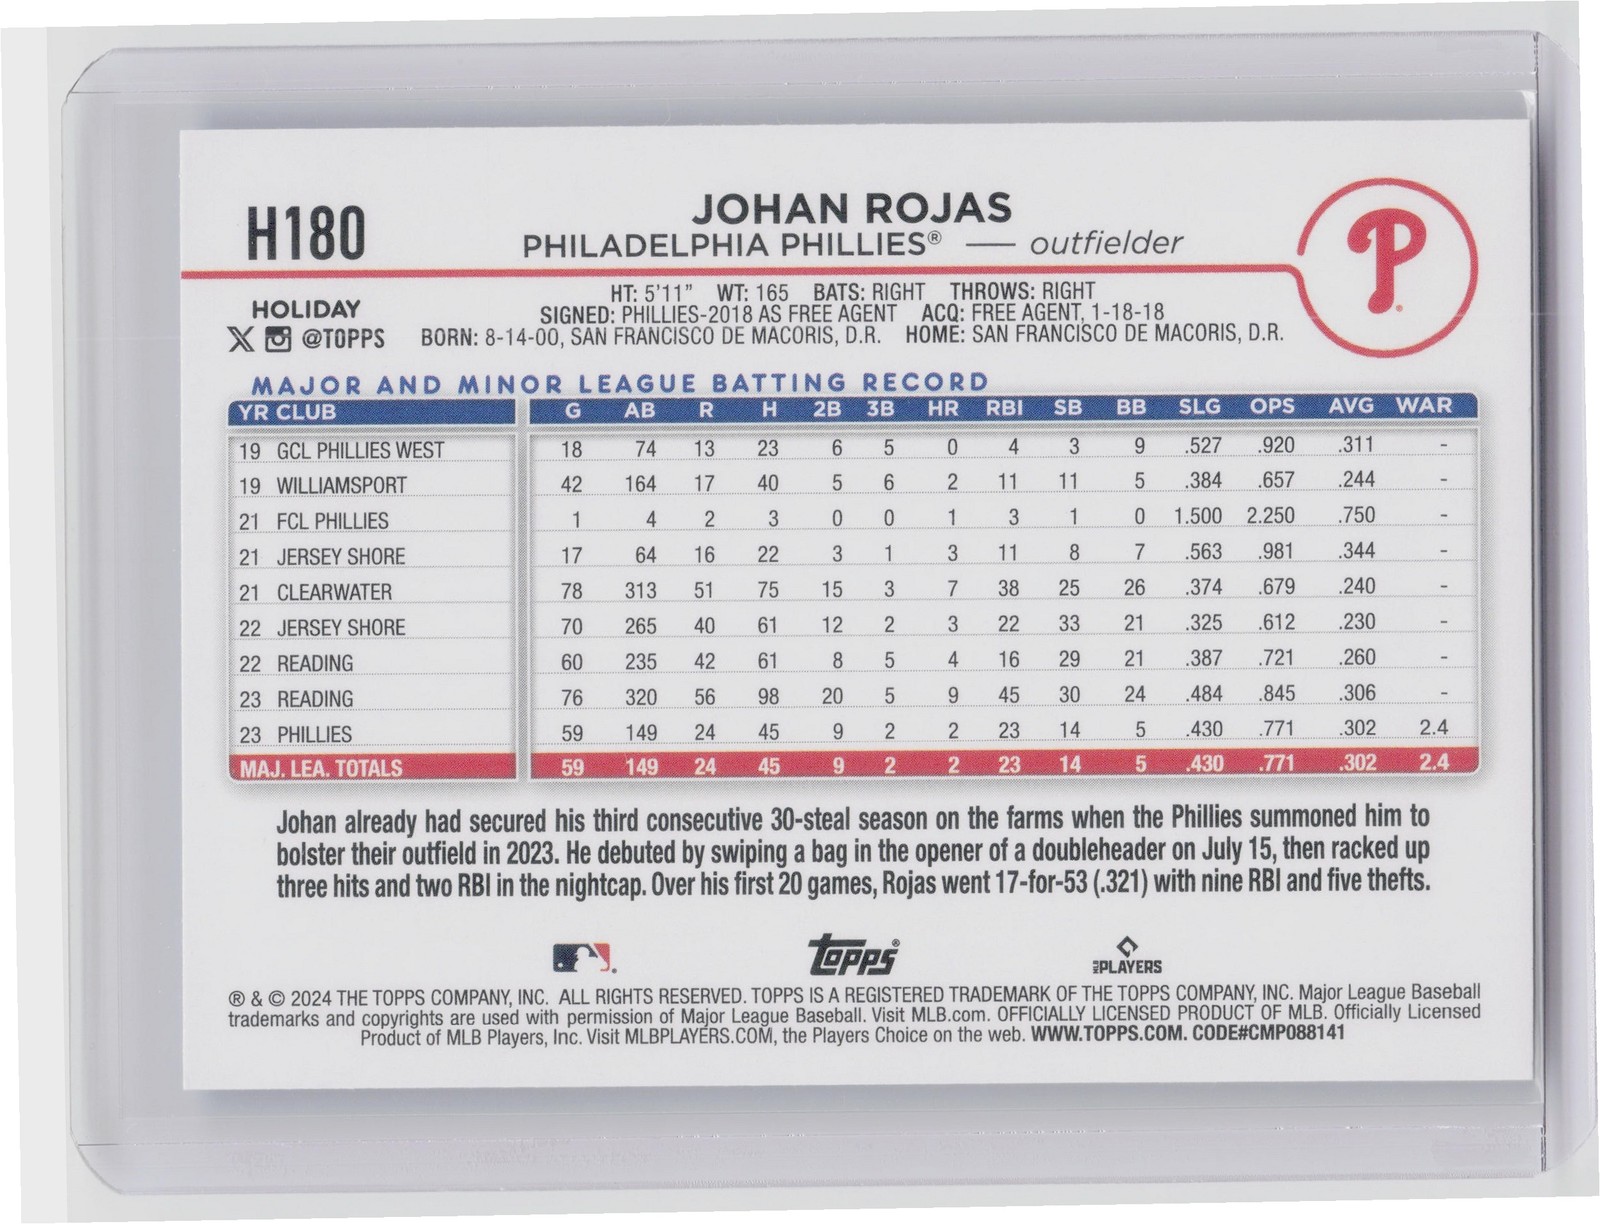 H180
JOHAN ROJAS
PHILADELPHIA PHILLIES® — outfielder
P
HOLIDAY
@TOPPS
HT: 5'11" WT: 165 BATS: RIGHT THROWS: RIGHT
SIGNED: PHILLIES-2018 AS FREE AGENT ACQ: FREE AGENT, 1-18-18
BORN: 8-14-00, SAN FRANCISCO DE MACORIS, D.R. HOME: SAN FRANCISCO DE MACORIS, D.R.
MAJOR AND MINOR LEAGUE BATTING RECORD
YR CLUB G AB R H 2B 3B HR RBI SB BB SLG OPS AVG WAR
19 GCL PHILLIES WEST 18 74 13 23 6 5 0 4 3 9 .527 .920 .311 -
19 WILLIAMSPORT 42 164 17 40 5 6 2 11 11 5 .384 .657 .244 -
21 FCL PHILLIES 1 4 2 3 0 0 1 3 1 0 1.500 2.250 .750 -
21 JERSEY SHORE 17 64 16 22 3 1 3 11 8 7 .563 .981 .344 -
21 CLEARWATER 78 313 51 75 15 3 7 38 25 26 .374 .679 .240 -
22 JERSEY SHORE 70 265 40 61 12 2 3 22 33 21 .325 .612 .230 -
22 READING 60 235 42 61 8 5 4 16 29 21 .387 .721 .260 -
23 READING 76 320 56 98 20 5 9 45 30 24 .484 .845 .306 -
23 PHILLIES 59 149 24 45 9 2 2 23 14 5 .430 .771 .302 2.4
MAJ. LEA. TOTALS 59 149 24 45 9 2 2 23 14 5 .430 .771 .302 2.4
Johan already had secured his third consecutive 30-steal season on the farms when the Phillies summoned him to
bolster their outfield in 2023. He debuted by swiping a bag in the opener of a doubleheader on July 15, then racked up
three hits and two RBI in the nightcap. Over his first 20 games, Rojas went 17-for-53 (.321) with nine RBI and five thefts.
Topps®
MLB PLAYERS
® & © 2024 THE TOPPS COMPANY, INC. ALL RIGHTS RESERVED. TOPPS IS A REGISTERED TRADEMARK OF THE TOPPS COMPANY, INC. Major League Baseball
trademarks and copyrights are used with permission of Major League Baseball. Visit MLB.com. OFFICIALLY LICENSED PRODUCT OF MLB. Officially Licensed
Product of MLB Players, Inc. Visit MLBPLAYERS.COM, the Players Choice on the web. WWW.TOPPS.COM. CODE#CMP088141